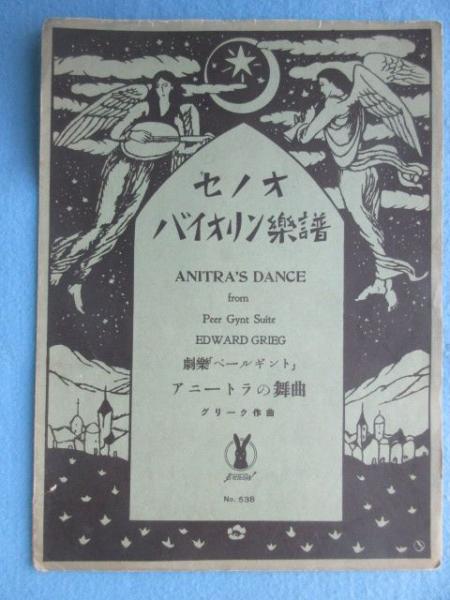 セノオ
バイオリン樂譜
ANITRA'S DANCE
from
Peer Gynt Suite
EDWARD GRIEG
劇樂「ペールギント」
アニートラの舞曲
グリーク作曲
No. 538